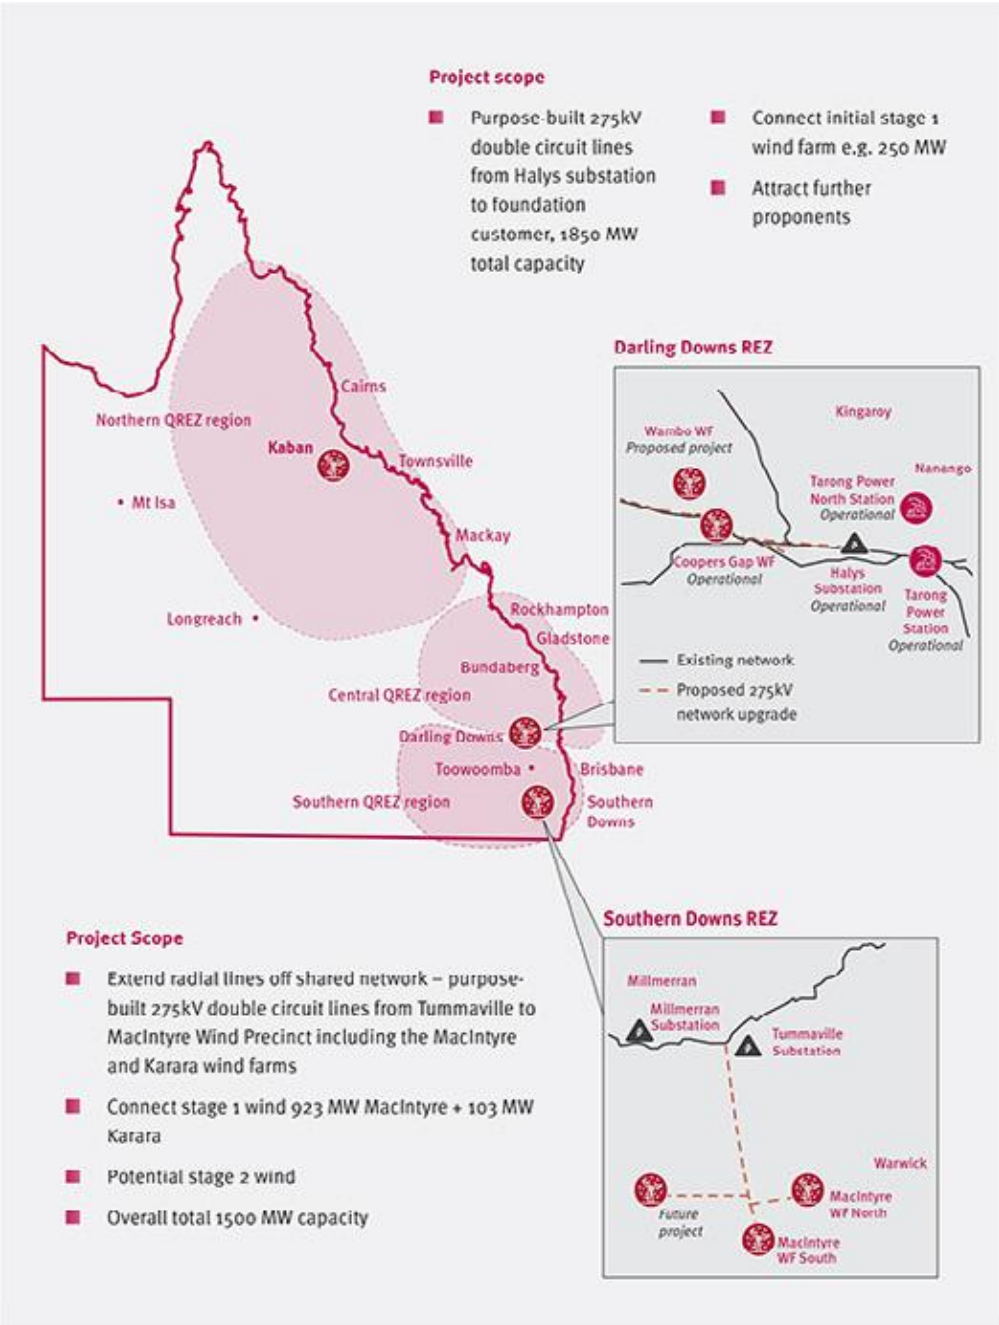 Project scope
Purpose-built 275kV
double circuit lines
from Halys substation
to foundation
customer, 1850 MW
total capacity
Connect initial stage 1
wind farm e.g. 250 MW
Attract further
proponents
Cairns
Northern QREZ region
Kaban
Townsville
Mt Isa
Mackay
Longreach
Rockhampton
Gladstone
Bundaberg
Central QREZ region
Darling Downs
Toowoomba
Brisbane
Southern QREZ region
Southern
Downs
Darling Downs REZ
Kingaroy
Wambo WF
Proposed project
Nanango
Tarong Power
North Station
Operational
Coopers Gap WF
Operational
Halys
Substation
Operational
Tarong
Power
Station
Operational
Existing network
Proposed 275kV
network upgrade
Project Scope
Extend radial lines off shared network – purpose-
built 275kV double circuit lines from Tummaville to
MacIntyre Wind Precinct including the MacIntyre
and Karara wind farms
Connect stage 1 wind 923 MW MacIntyre + 103 MW
Karara
Potential stage 2 wind
Overall total 1500 MW capacity
Southern Downs REZ
Millmerran
Millmerran
Substation
Tummaville
Substation
Warwick
Future
project
MacIntyre
WF North
MacIntyre
WF South